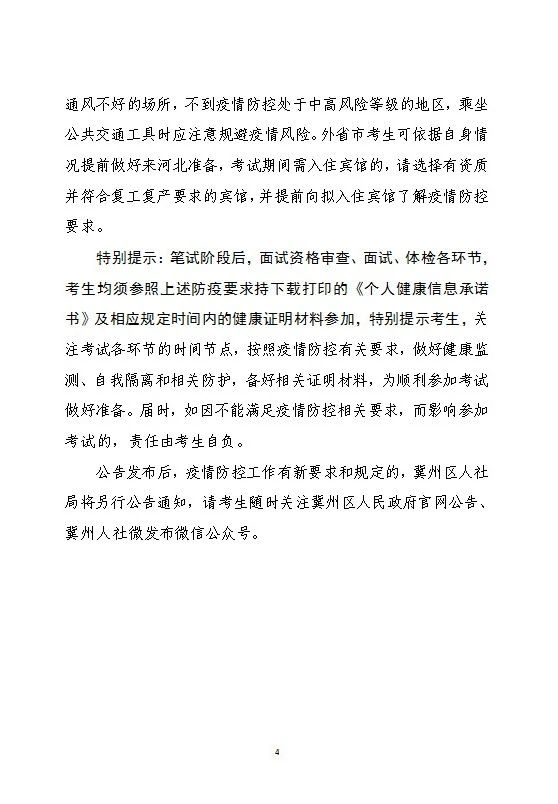 通风不好的场所，不到疫情防控处于中高风险等级的地区，乘坐
公共交通工具时应注意规避疫情风险。外省市考生可依据自身情
况提前做好来河北准备，考试期间需入住宾馆的，请选择有资质
并符合复工复产要求的宾馆，并提前向拟入住宾馆了解疫情防控
要求。
特别提示：笔试阶段后，面试资格审查、面试、体检各环节，
考生均须参照上述防疫要求持下载打印的《个人健康信息承诺
书》及相应规定时间内的健康证明材料参加，特别提示考生，关
注考试各环节的时间节点，按照疫情防控有关要求，做好健康监
测、自我隔离和相关防护，备好相关证明材料，为顺利参加考试
做好准备。届时，如因不能满足疫情防控相关要求，而影响参加
考试的，责任由考生自负。
公告发布后，疫情防控工作有新要求和规定的，冀州区人社
局将另行公告通知，请考生随时关注冀州区人民政府官网公告、
冀州人社微发布微信公众号。
4